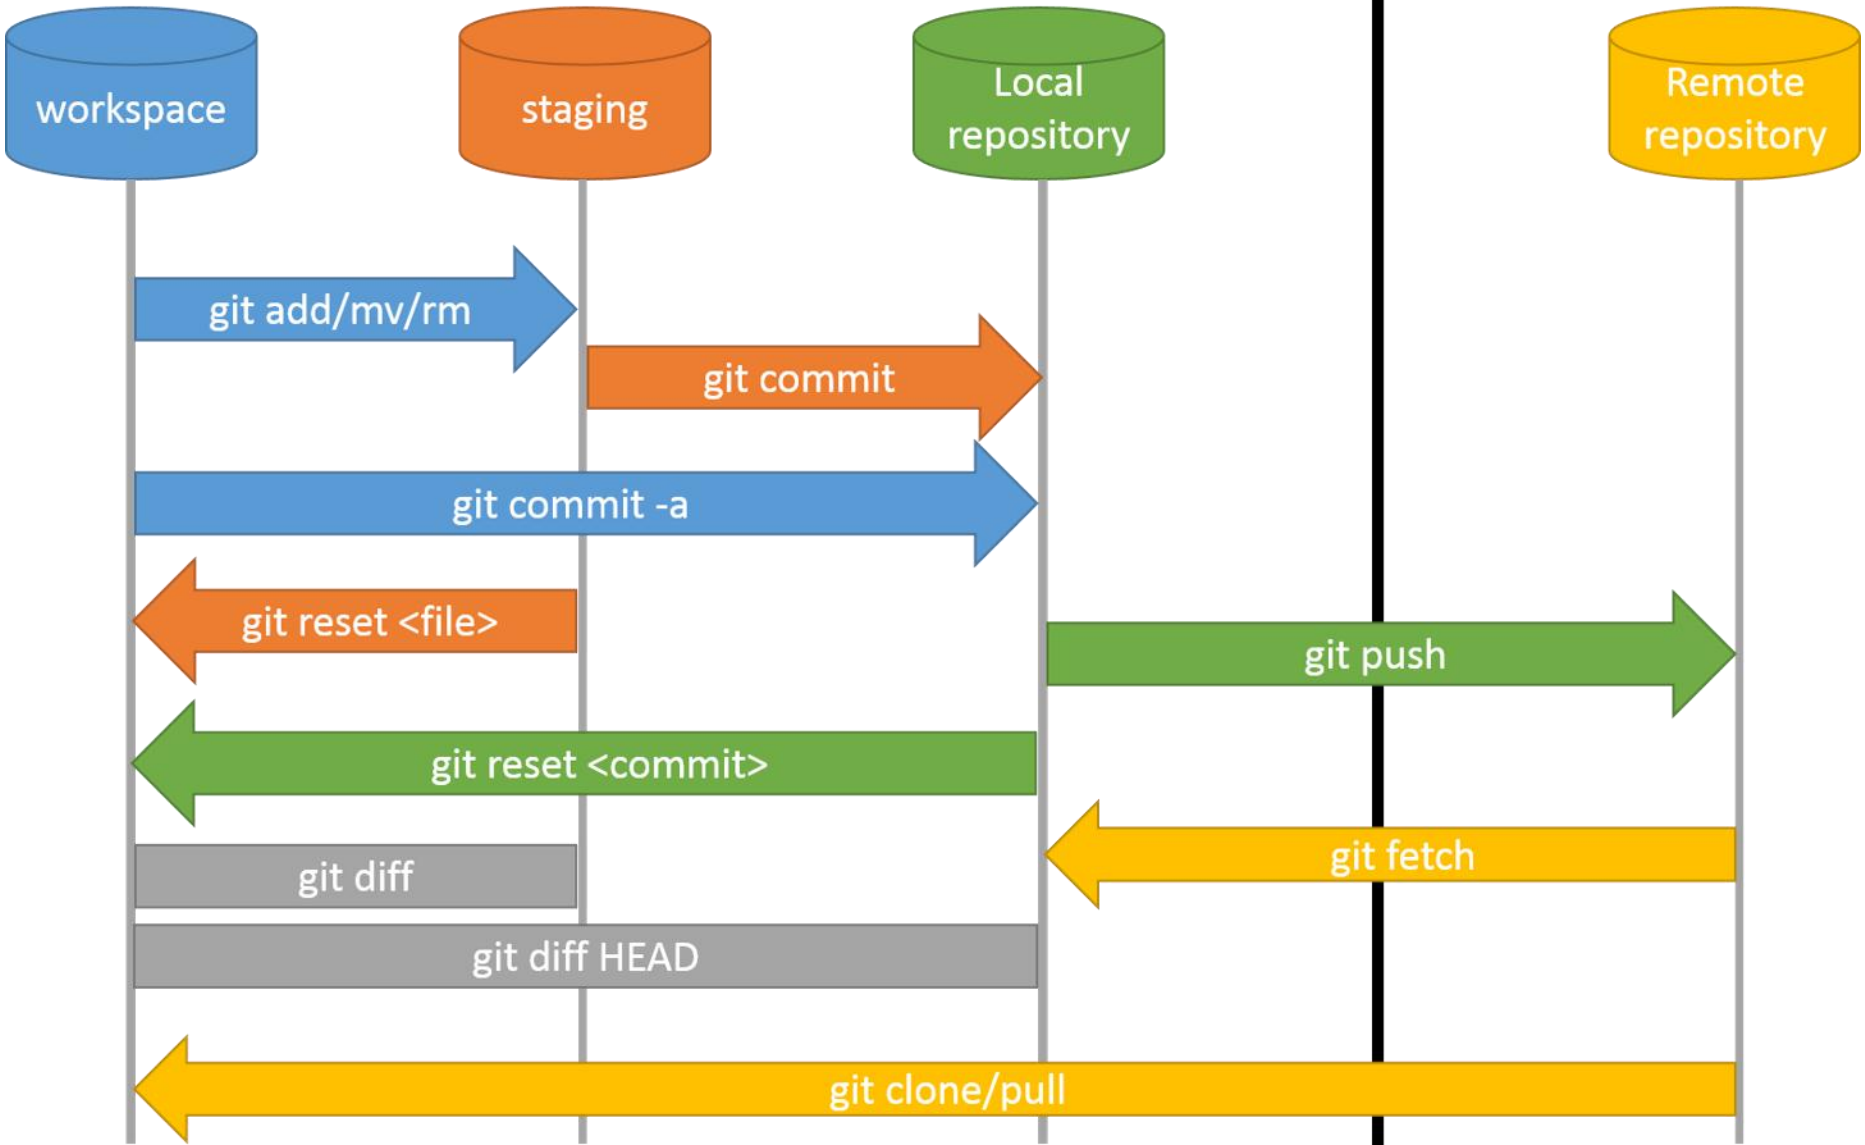 workspace
staging
Local
repository
Remote
repository
git add/mv/rm
git commit
git commit -a
git reset <file>
git push
git reset <commit>
git fetch
git diff
git diff HEAD
git clone/pull